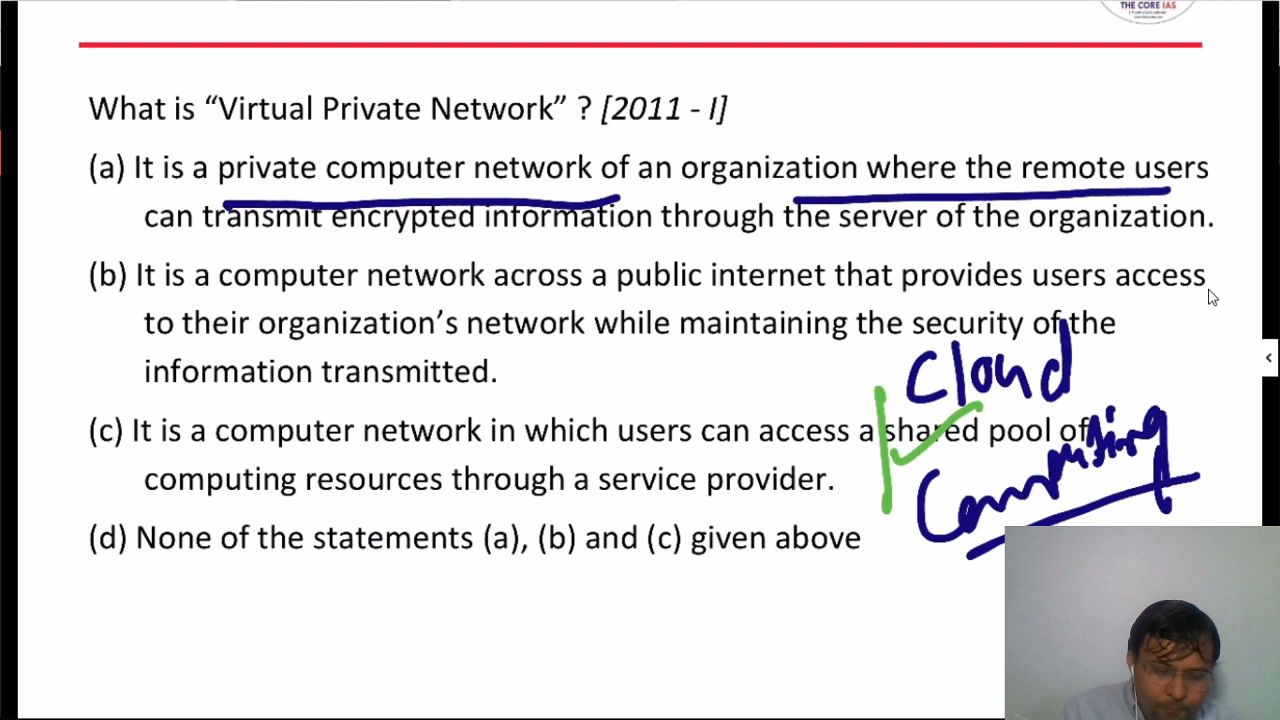 THE CORE IAS
What is “Virtual Private Network” ? [2011 - I]
(a) It is a private computer network of an organization where the remote users
can transmit encrypted information through the server of the organization.
(b) It is a computer network across a public internet that provides users access
to their organization’s network while maintaining the security of the
information transmitted.
Cloud
(c) It is a computer network in which users can access a shared pool of
computing resources through a service provider.
Computing
(d) None of the statements (a), (b) and (c) given above